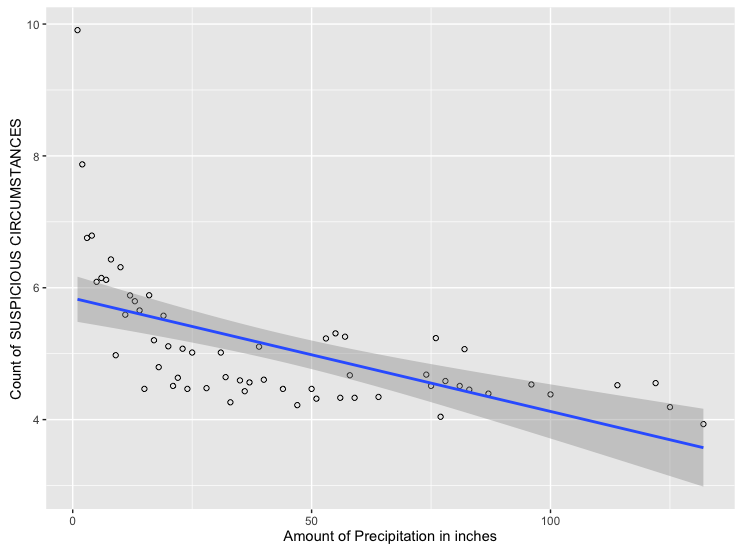 10
8
6
4
Count of SUSPICIOUS CIRCUMSTANCES
0 50 100
Amount of Precipitation in inches